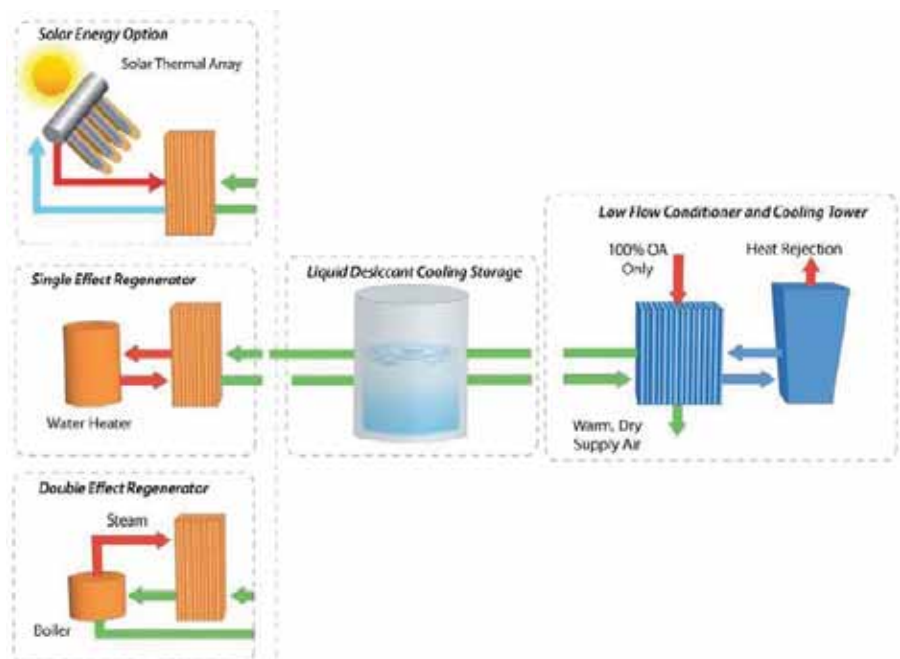 Solar Energy Option
Solar Thermal Array
Single Effect Regenerator
Water Heater
Double Effect Regenerator
Steam
Boiler
Liquid Desiccant Cooling Storage
Low Flow Conditioner and Cooling Tower
100% OA
Only
Heat Rejection
Warm, Dry
Supply Air